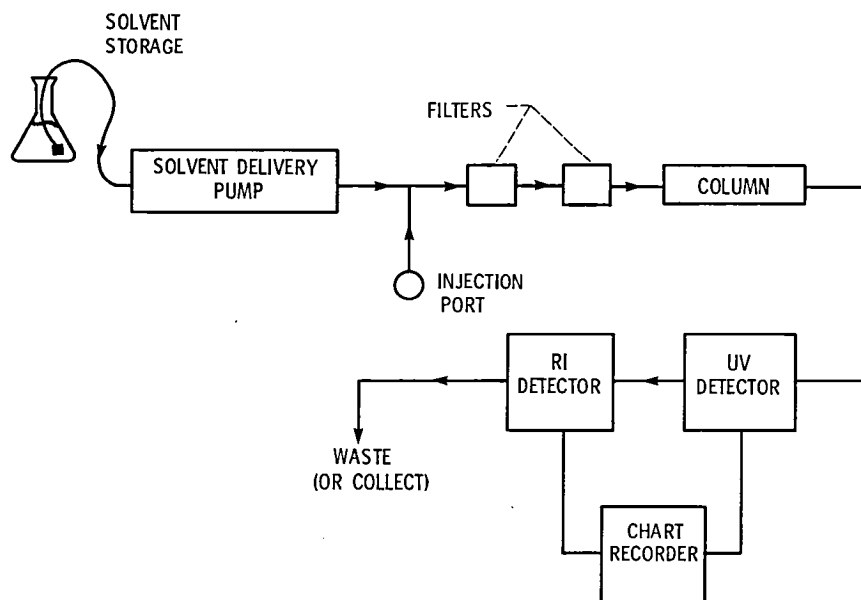 SOLVENT
STORAGE
FILTERS
SOLVENT DELIVERY
PUMP
COLUMN
INJECTION
PORT
RI
DETECTOR
UV
DETECTOR
WASTE
(OR COLLECT)
CHART
RECORDER